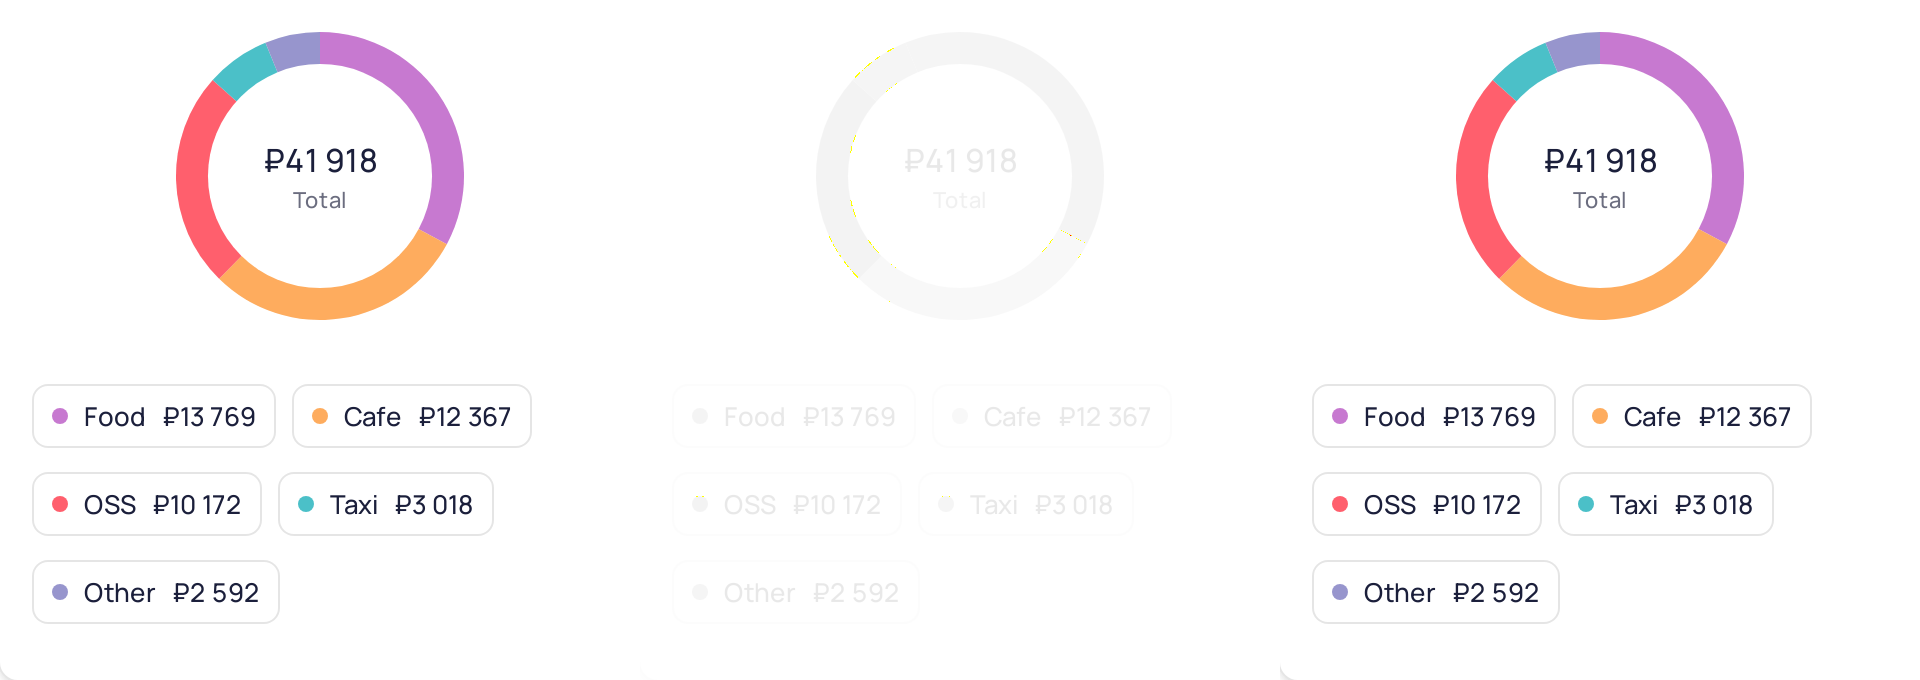 ₽41 918
Total
Food ₽13 769
Cafe ₽12 367
OSS ₽10 172
Taxi ₽3 018
Other ₽2 592
₽41 918
Total
Food ₽13 769
Cafe ₽12 367
OSS ₽10 172
Taxi ₽3 018
Other ₽2 592
₽41 918
Total
Food ₽13 769
Cafe ₽12 367
OSS ₽10 172
Taxi ₽3 018
Other ₽2 592